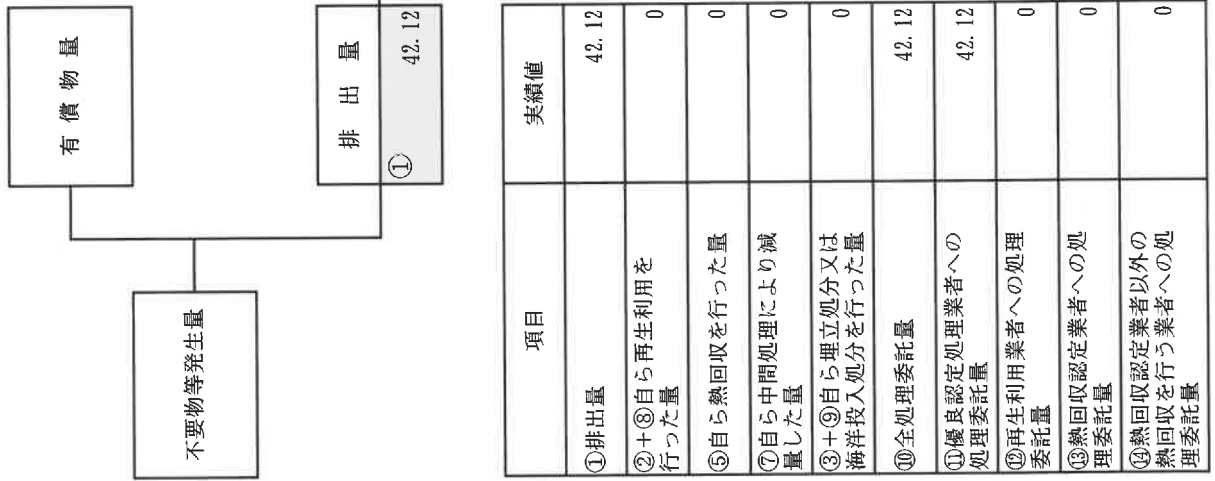 有償物量
不要物等発生量
排出量
①
42.12
項目
実績値
①排出量
42.12
②+⑧自ら再生利用を
行った量
0
⑤自ら熱回収を行った量
0
⑦自ら中間処理により減
量した量
0
③+⑨自ら埋立処分又は
海洋投入処分を行った量
0
⑩全処理委託量
42.12
⑪優良認定処理業者への
処理委託量
42.12
⑫再生利用業者への処理
委託量
0
⑬熱回収認定業者への処
理委託量
0
⑭熱回収認定業者以外の
熱回収を行う業者への処
理委託量
0